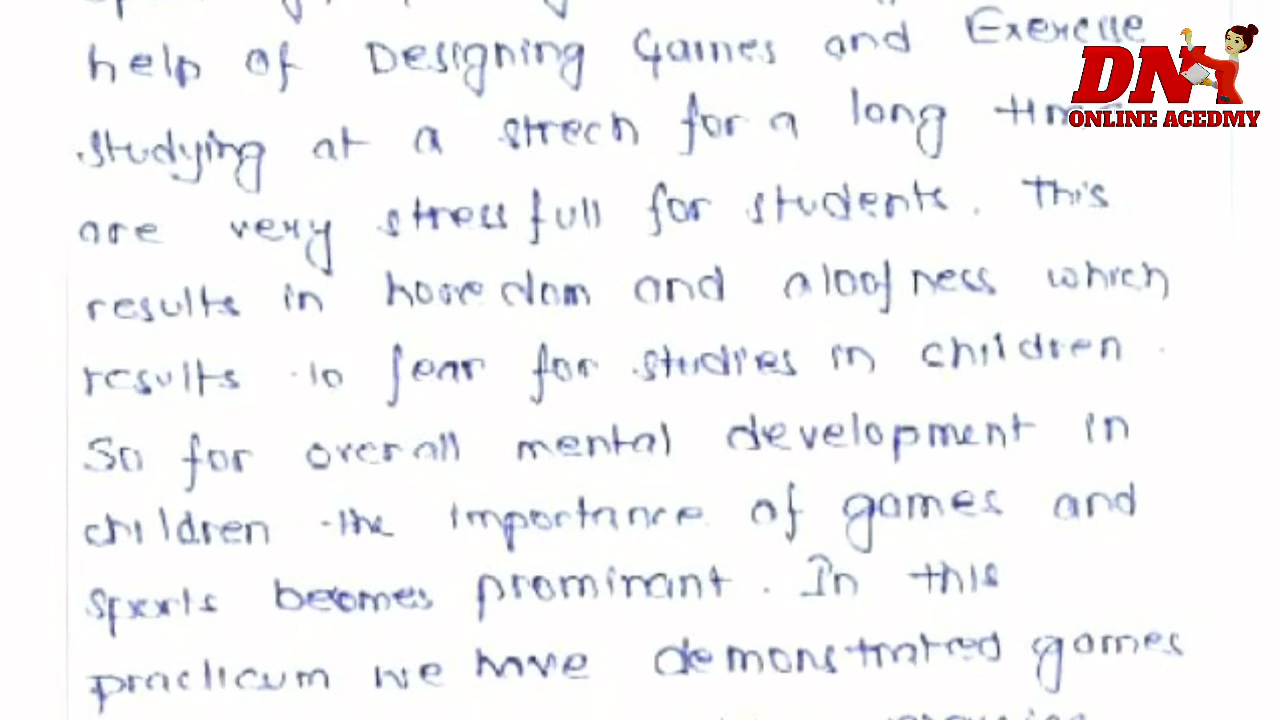 help of Designing Games and Exercise
studying at a strech for a long time
are very stressfull for students. This
results in boredom and aloofness which
results in fear for studies in children.
So for overall mental development in
children the importance of games and
sports becomes prominant. In this
practicum we have demonstrated games
DN
ONLINE ACEDMY